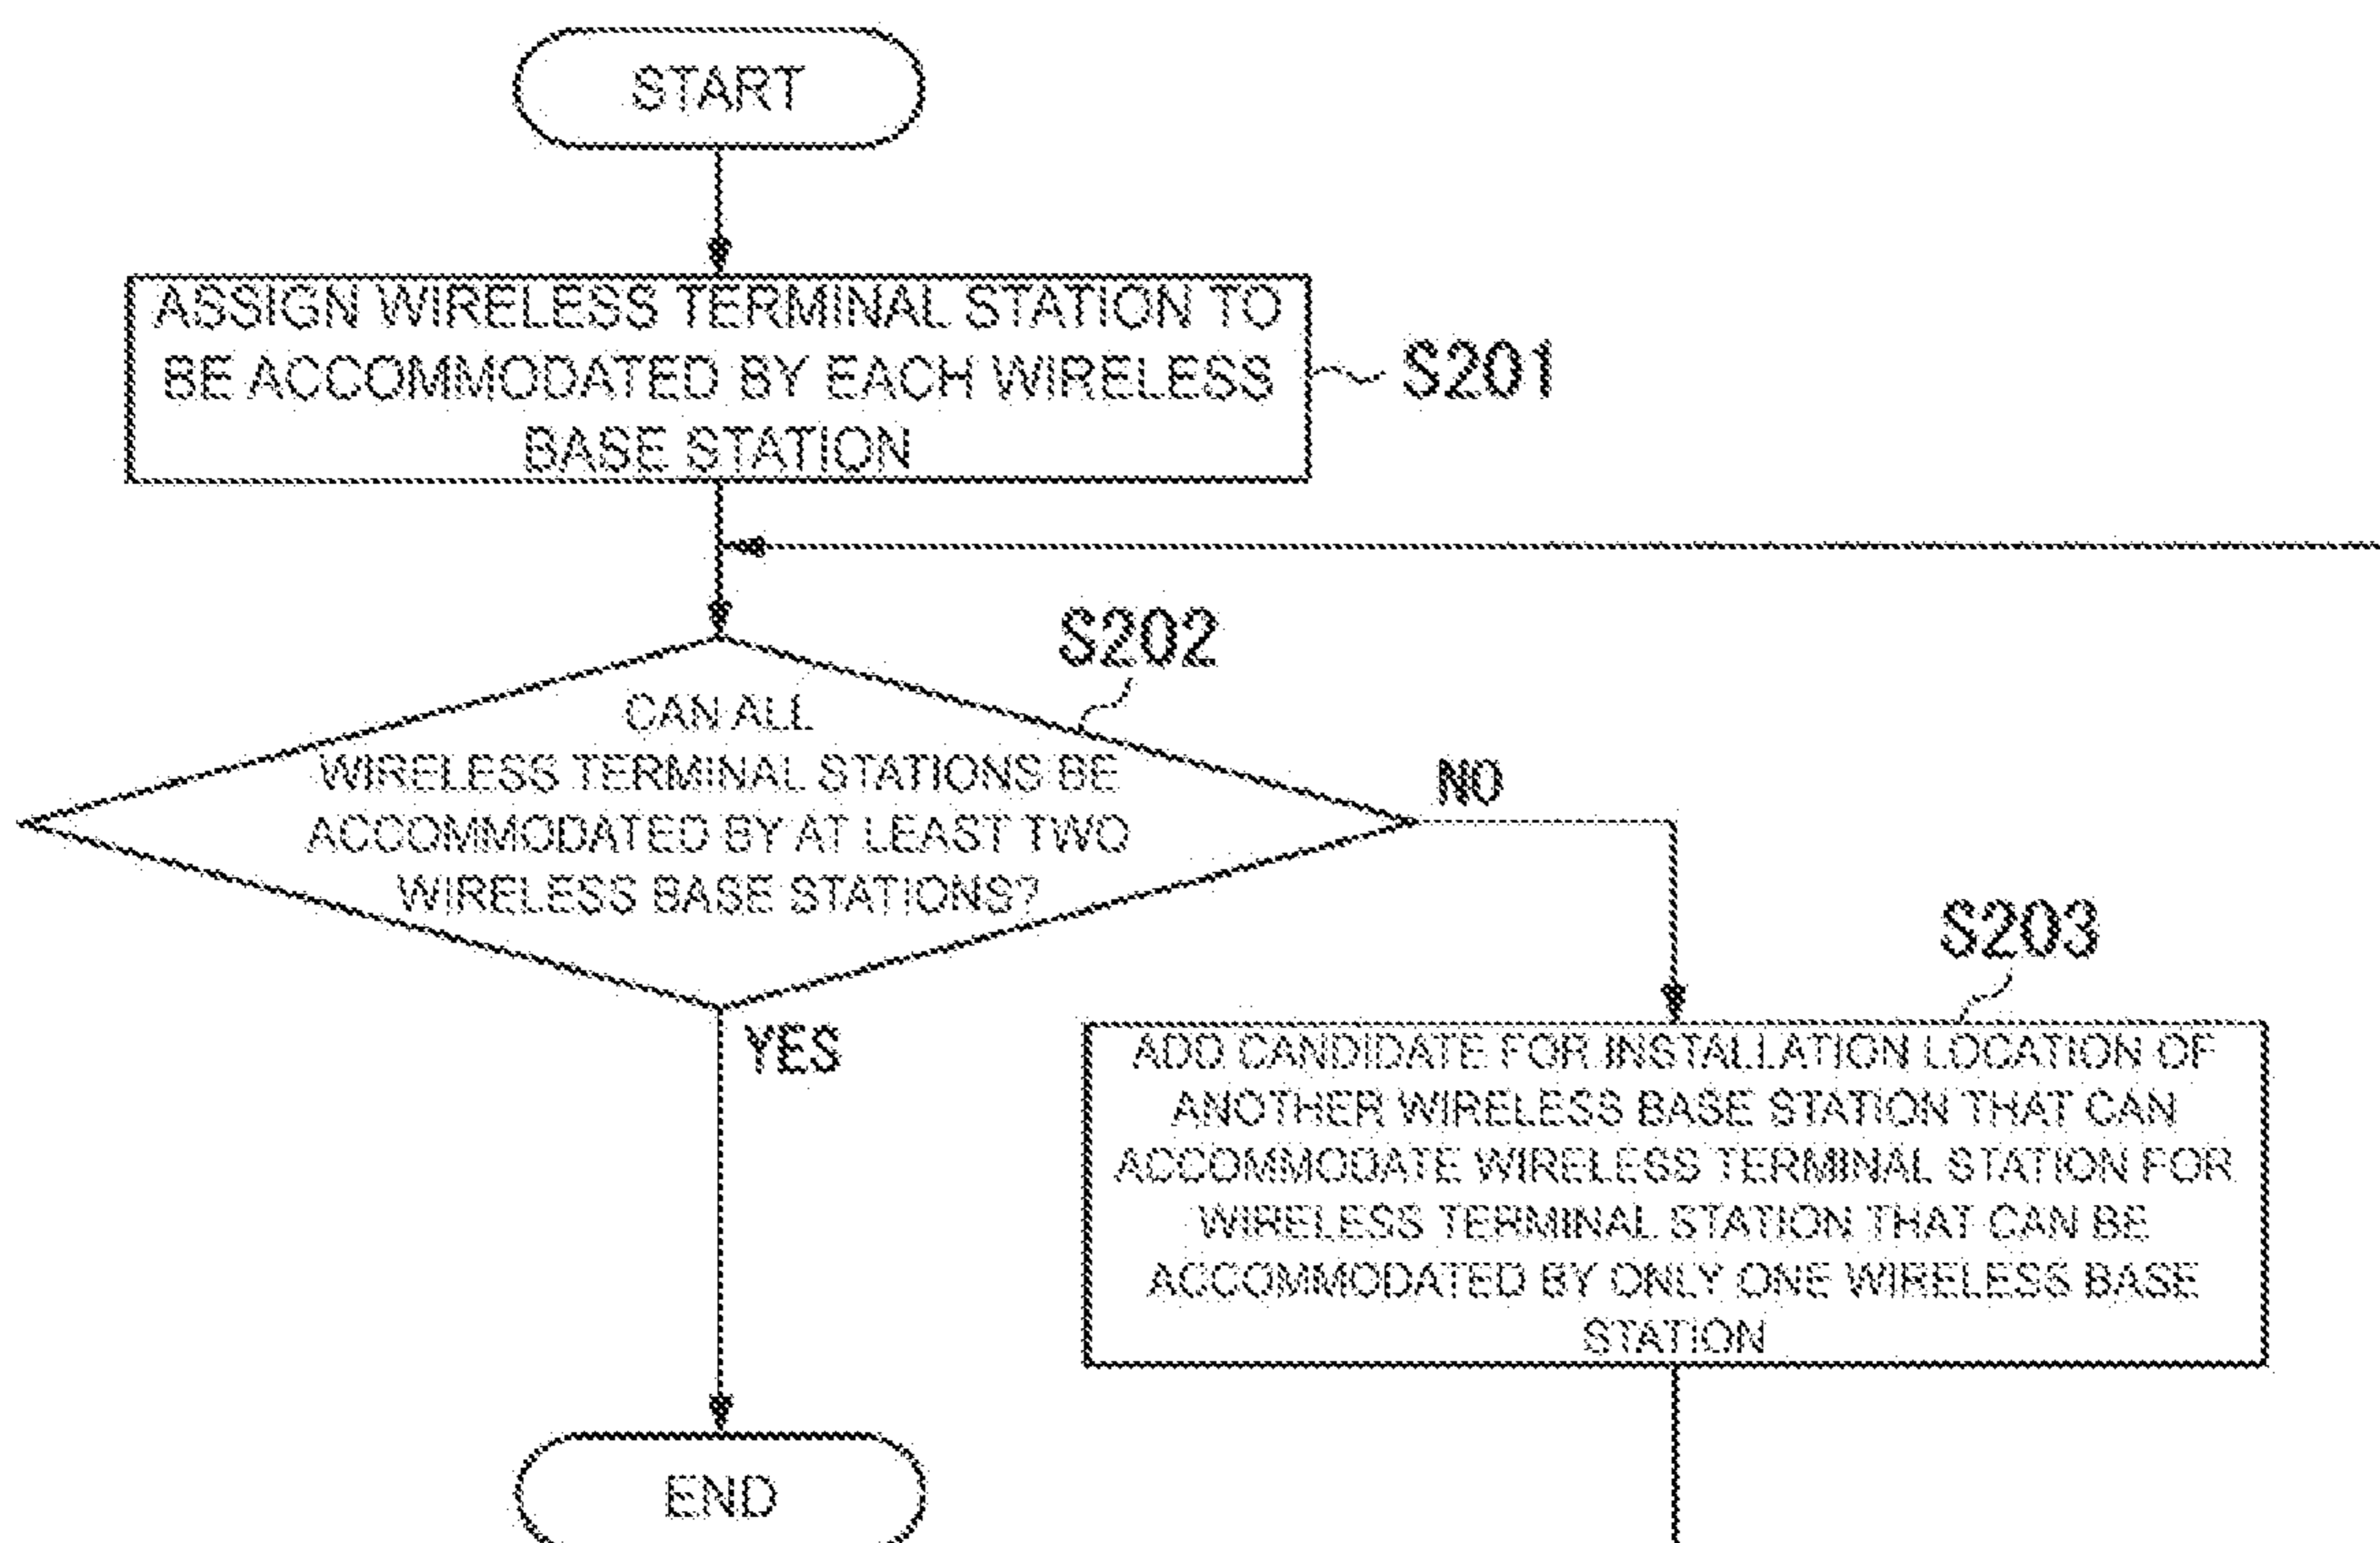 START
ASSIGN WIRELESS TERMINAL STATION TO
BE ACCOMMODATED BY EACH WIRELESS
BASE STATION
S201
S202
CAN ALL
WIRELESS TERMINAL STATIONS BE
ACCOMMODATED BY AT LEAST TWO
WIRELESS BASE STATIONS?
NO
YES
S203
ADD CANDIDATE FOR INSTALLATION LOCATION OF
ANOTHER WIRELESS BASE STATION THAT CAN
ACCOMMODATE WIRELESS TERMINAL STATION FOR
WIRELESS TERMINAL STATION THAT CAN BE
ACCOMMODATED BY ONLY ONE WIRELESS BASE
STATION
END